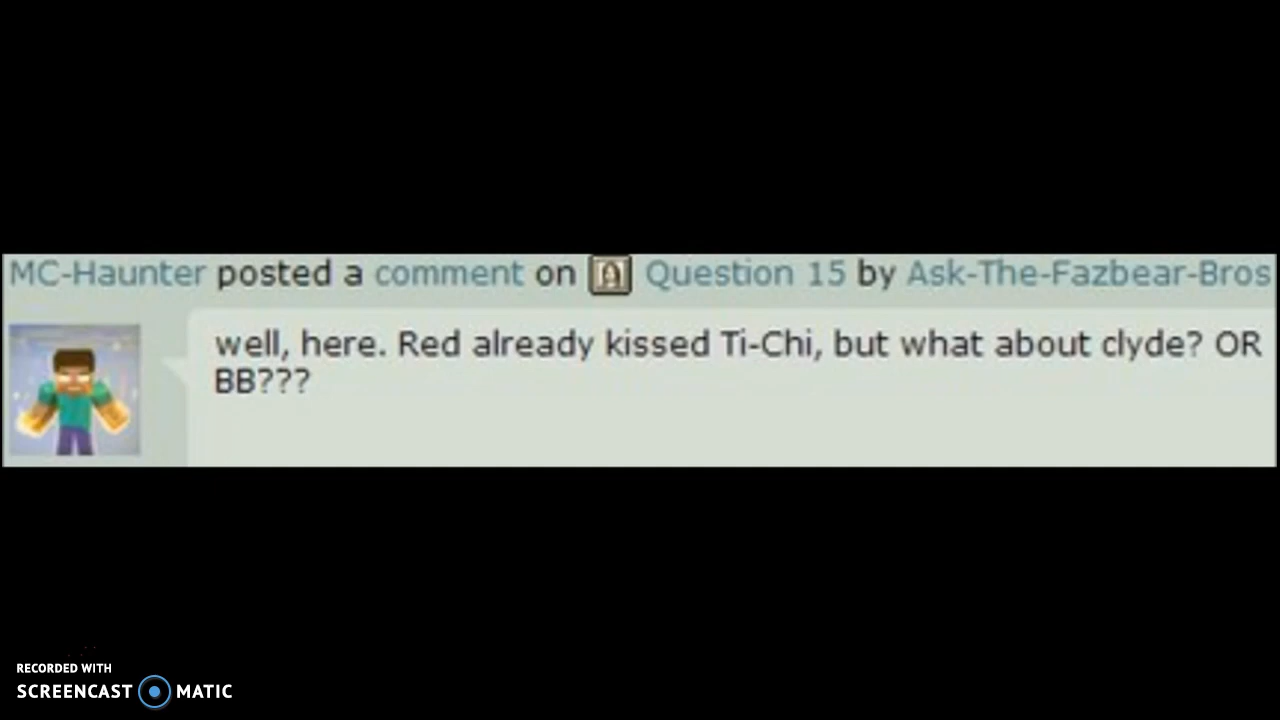 MC-Haunter posted a comment on Question 15 by Ask-The-Fazbear-Bros
well, here. Red already kissed Ti-Chi, but what about clyde? OR
BB???
RECORDED WITH
SCREENCAST MATIC